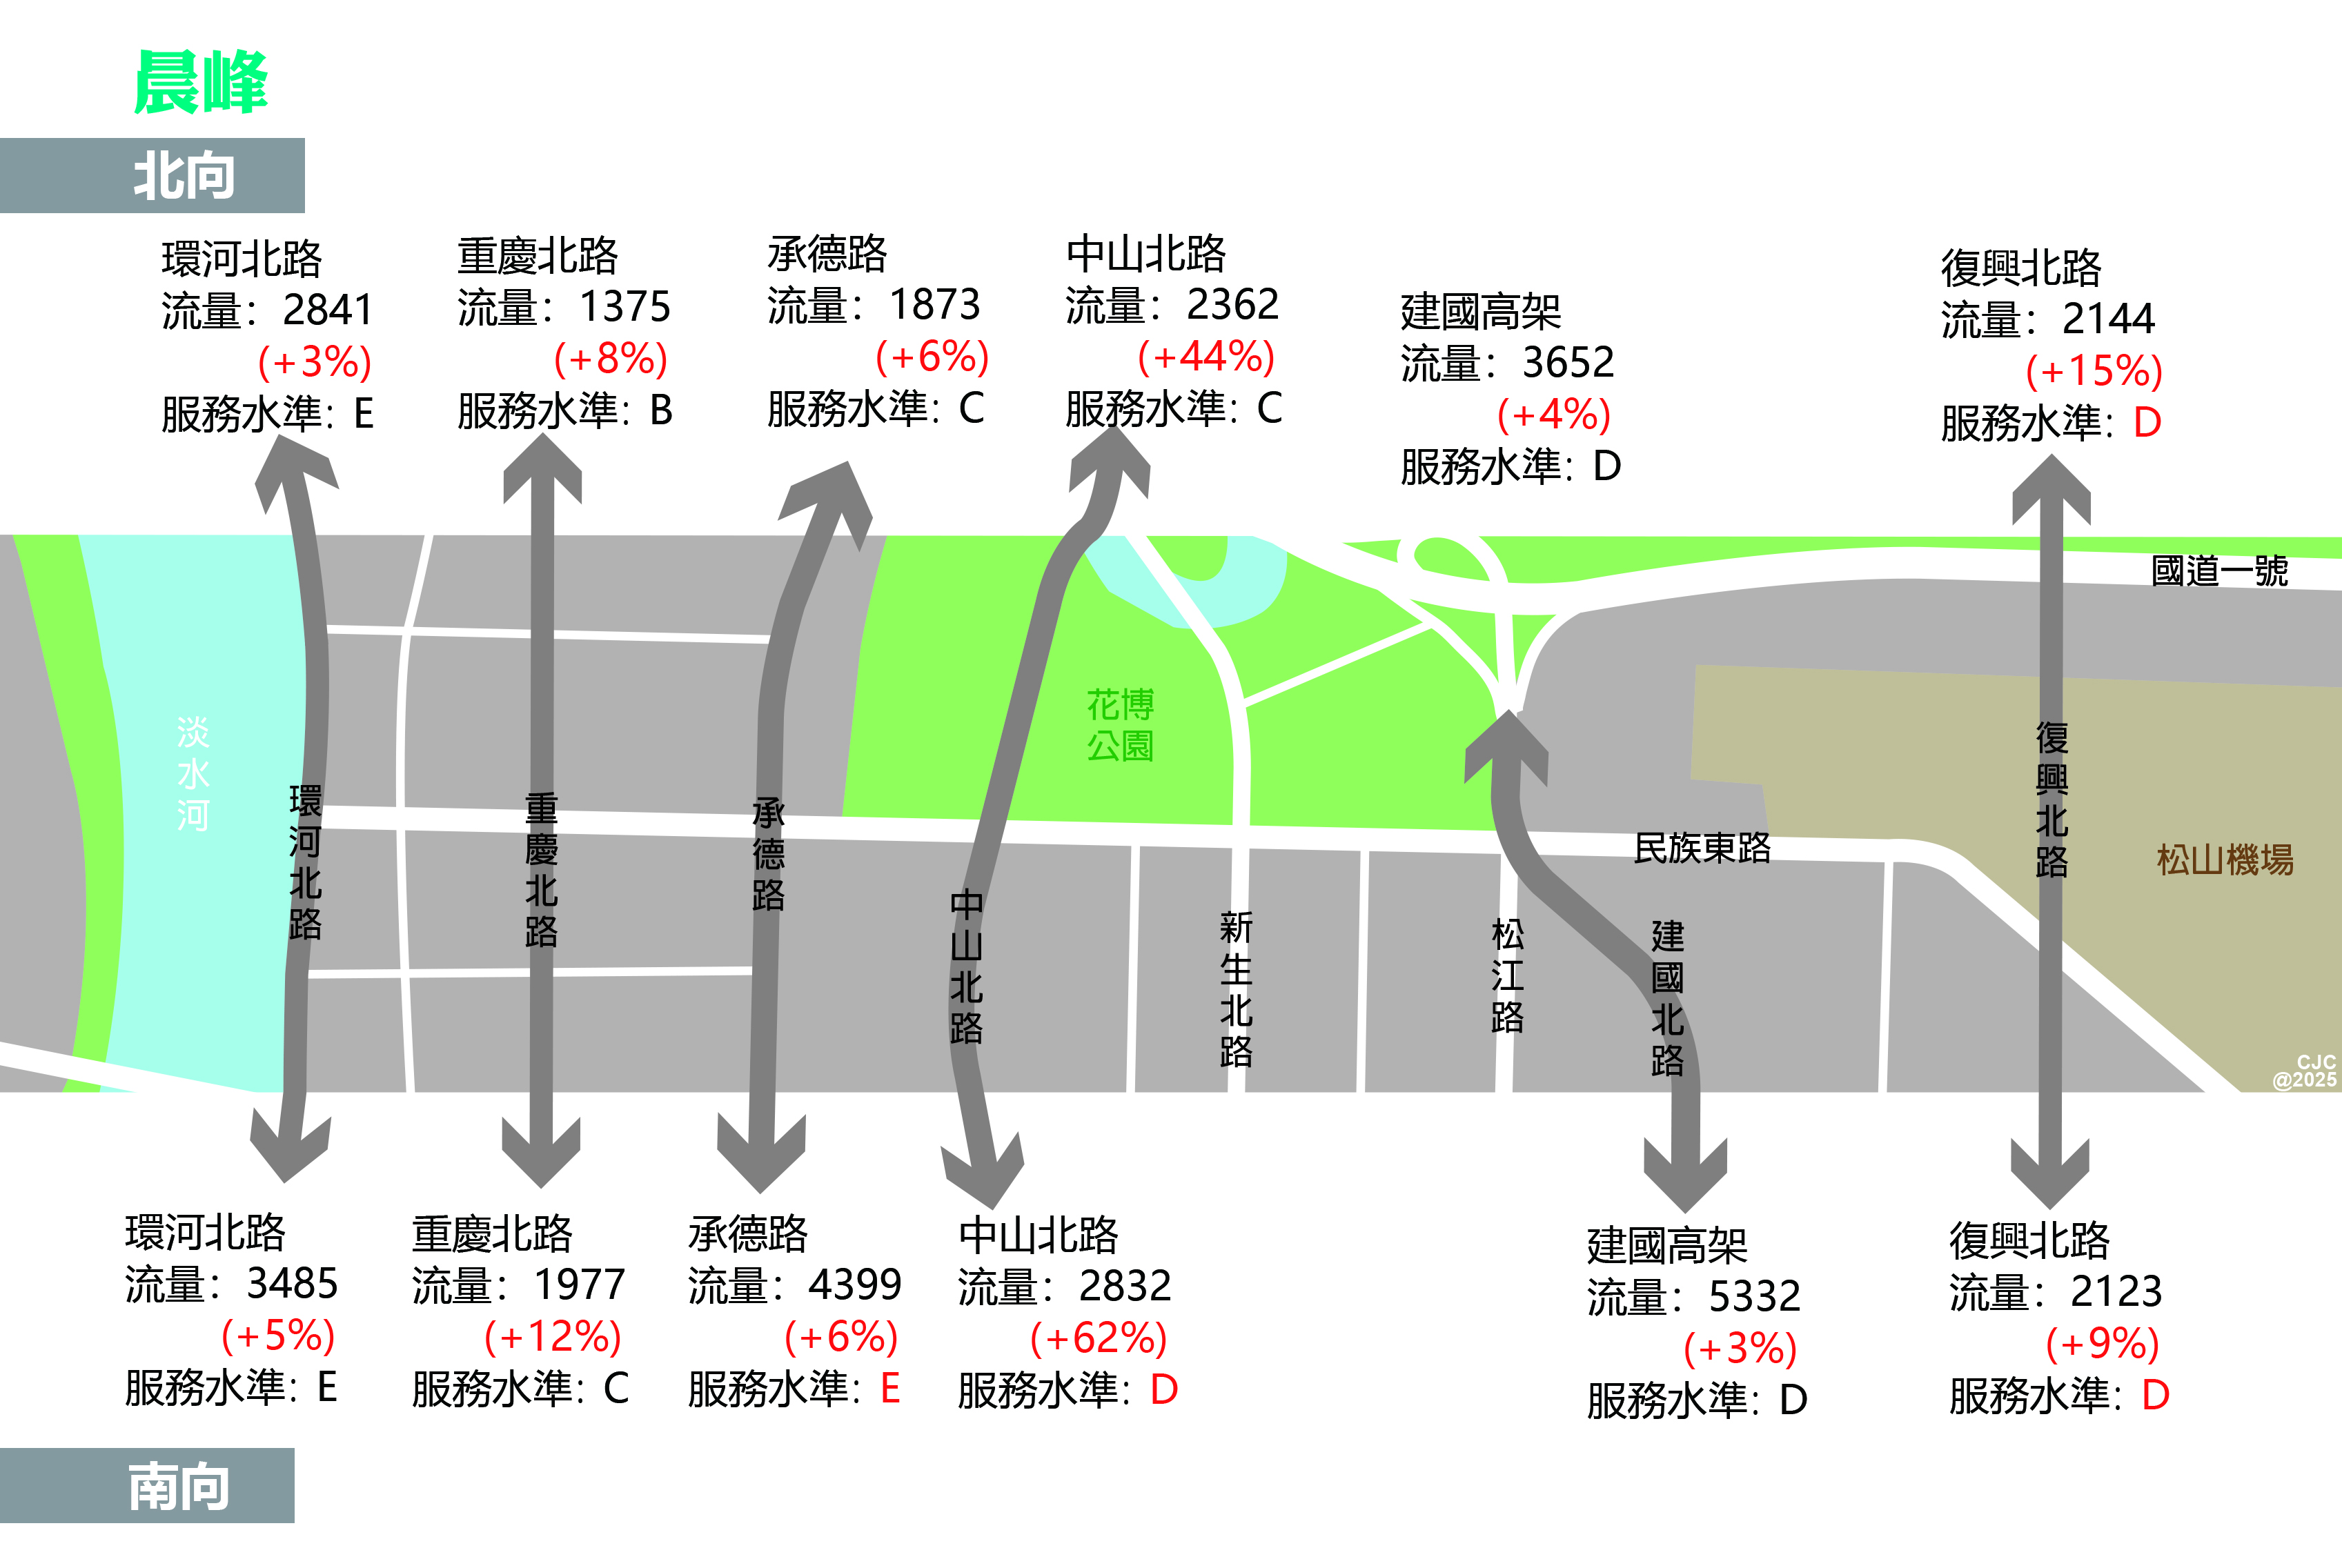 晨峰
北向
環河北路
流量：2841
(+3%)
服務水準：E
重慶北路
流量：1375
(+8%)
服務水準：B
承德路
流量：1873
(+6%)
服務水準：C
中山北路
流量：2362
(+44%)
服務水準：C
建國高架
流量：3652
(+4%)
服務水準：D
復興北路
流量：2144
(+15%)
服務水準：D
國道一號
淡水河
環河北路
重慶北路
承德路
中山北路
花博
公園
新生北路
松江路
民族東路
建國北路
復興北路
松山機場
CJC
@2025
環河北路
流量：3485
(+5%)
服務水準：E
重慶北路
流量：1977
(+12%)
服務水準：C
承德路
流量：4399
(+6%)
服務水準：E
中山北路
流量：2832
(+62%)
服務水準：D
建國高架
流量：5332
(+3%)
服務水準：D
復興北路
流量：2123
(+9%)
服務水準：D
南向